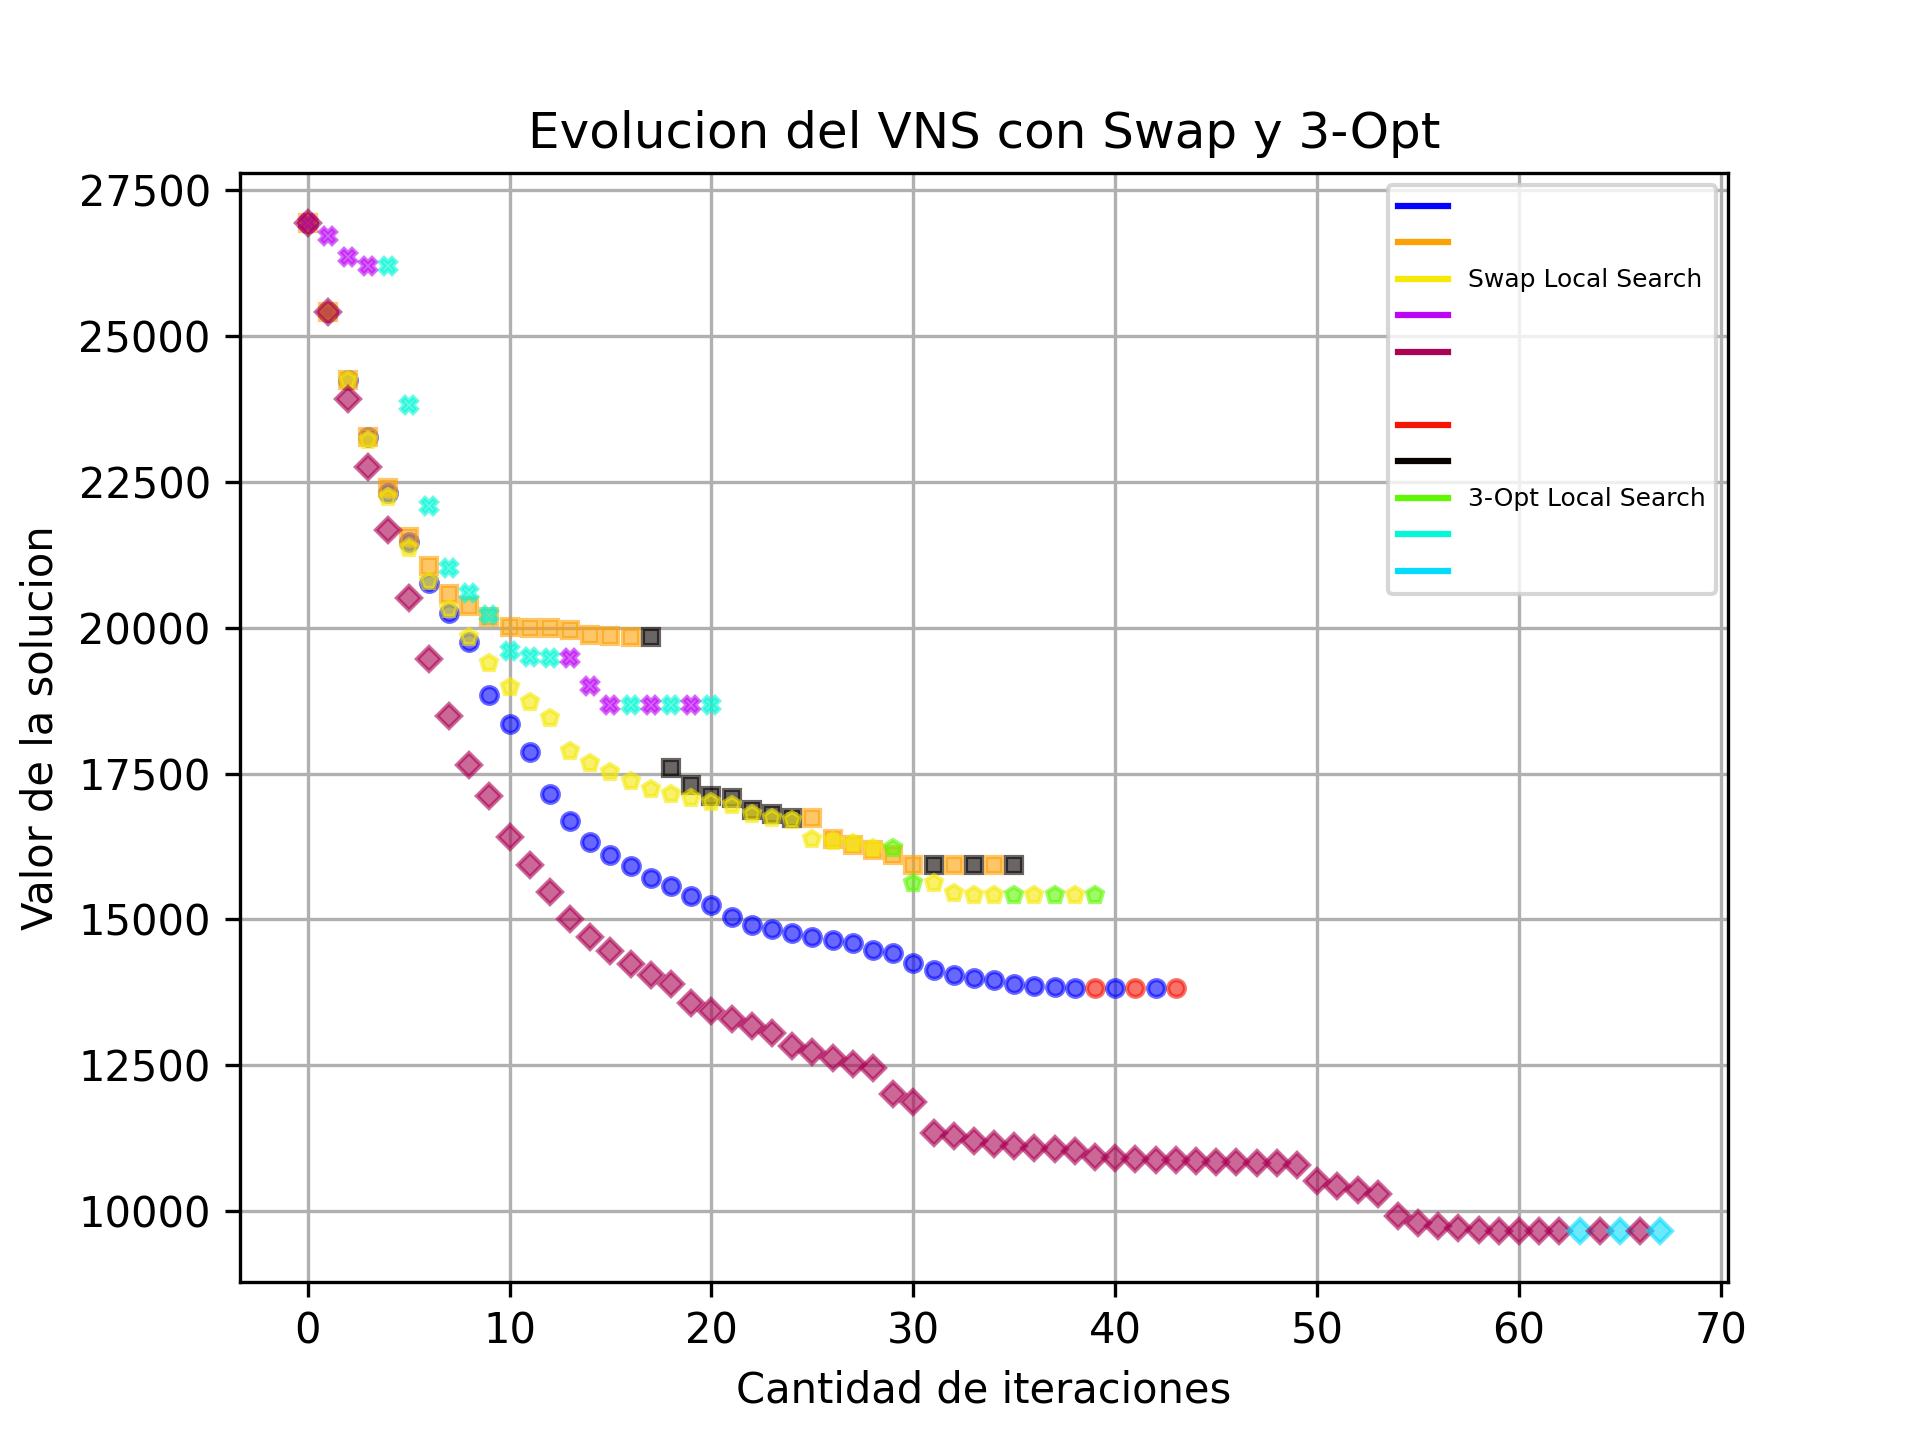 Evolucion del VNS con Swap y 3-Opt
27500
25000
22500
20000
17500
15000
12500
10000
Valor de la solucion
Swap Local Search
3-Opt Local Search
0 10 20 30 40 50 60 70
Cantidad de iteraciones